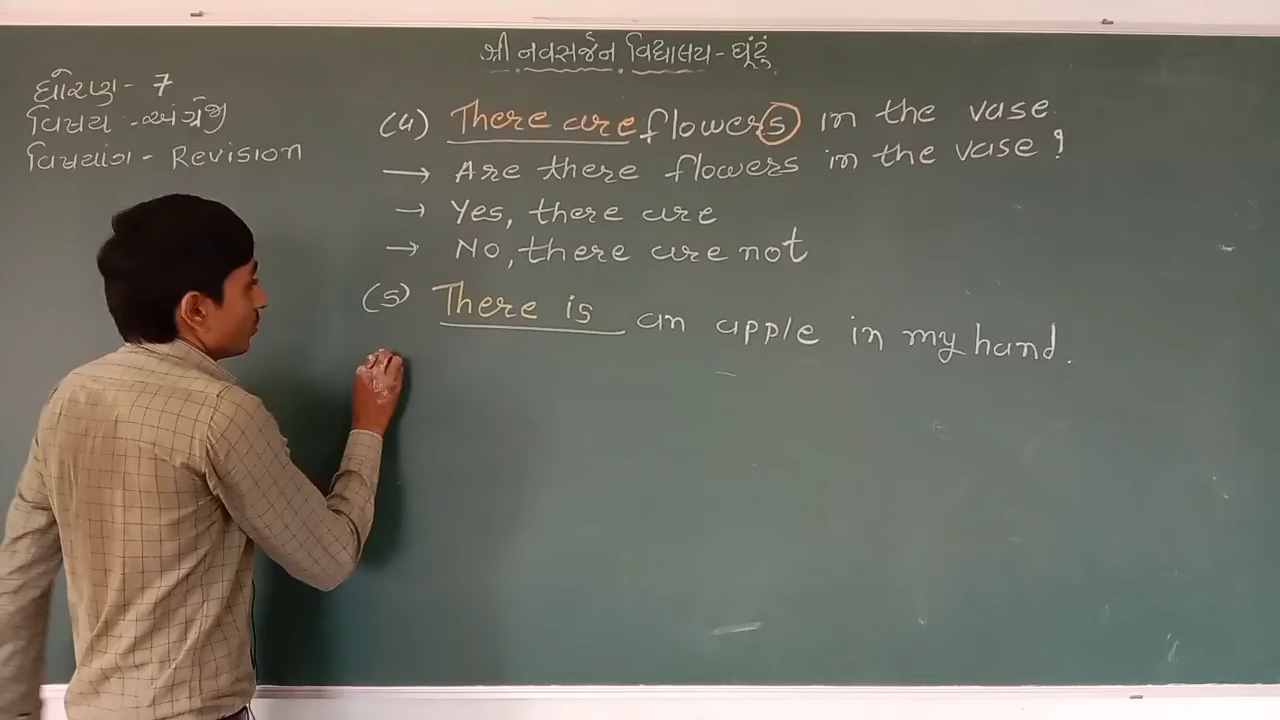 શ્રી નવસર્જન વિદ્યાલય - ઘૂંટું
ધોરણ - 7
વિષય - અંગ્રેજી
વિષયાંગ - Revision
(4) There are flowers in the vase
→ Are there flowers in the vase ?
→ Yes, there are
→ No, there are not
(5) There is an apple in my hand.